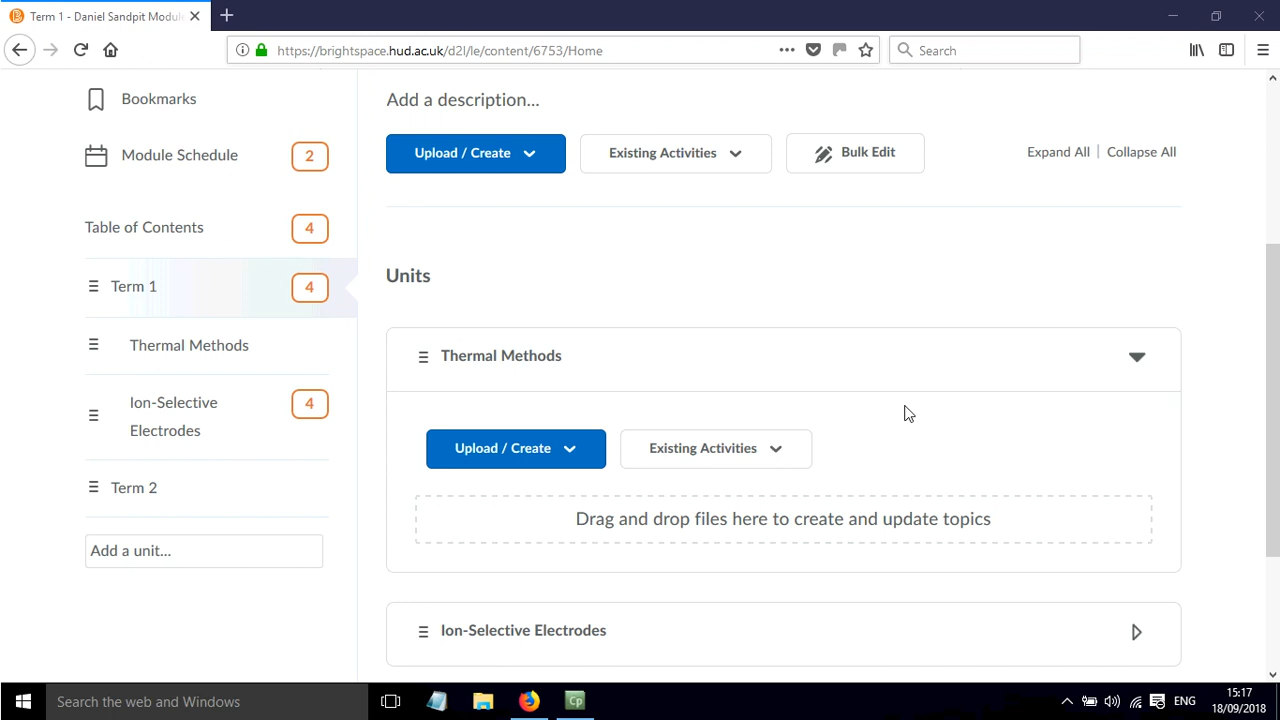 Term 1 - Daniel Sandpit Modul
https://brightspace.hud.ac.uk/d2l/le/content/6753/Home
Search
Bookmarks
Module Schedule 2
Table of Contents 4
Term 1 4
Thermal Methods
Ion-Selective
Electrodes
4
Term 2
Add a unit...
Add a description...
Upload / Create
Existing Activities
Bulk Edit
Expand All | Collapse All
Units
Thermal Methods
Upload / Create
Existing Activities
Drag and drop files here to create and update topics
Ion-Selective Electrodes
Search the web and Windows
Cp
ENG
15:17
18/09/2018